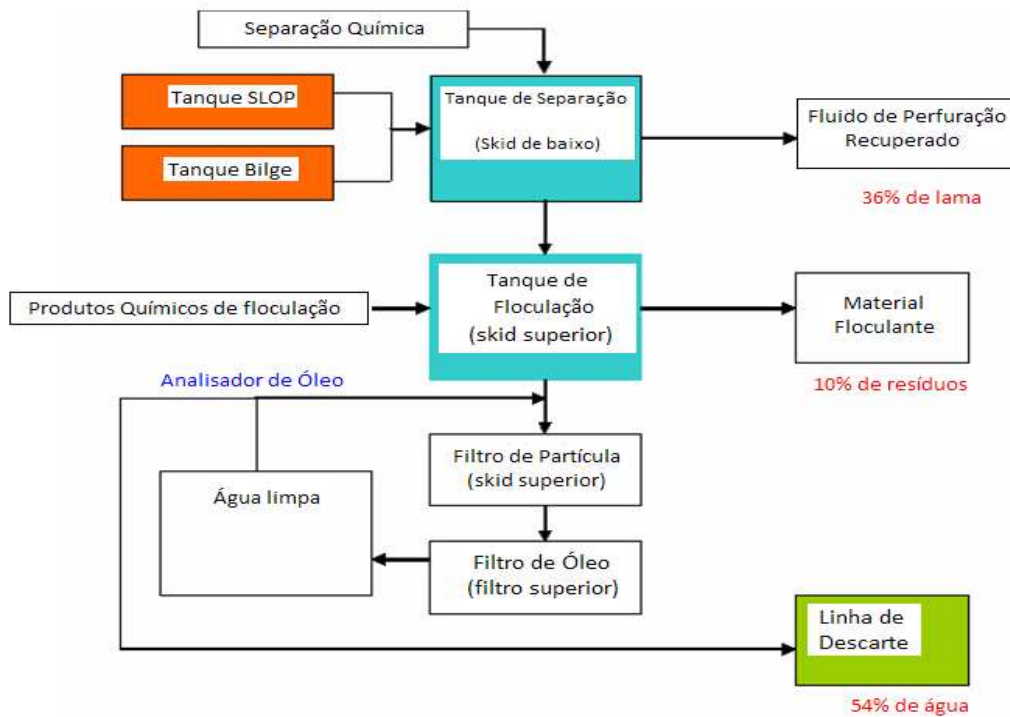 Separação Química
Tanque SLOP
Tanque Bilge
Tanque de Separação
(Skid de baixo)
Fluido de Perfuração
Recuperado
36% de lama
Produtos Químicos de floculação
Tanque de
Floculação
(skid superior)
Material
Floculante
10% de resíduos
Analisador de Óleo
Filtro de Partícula
(skid superior)
Água limpa
Filtro de Óleo
(filtro superior)
Linha de
Descarte
54% de água